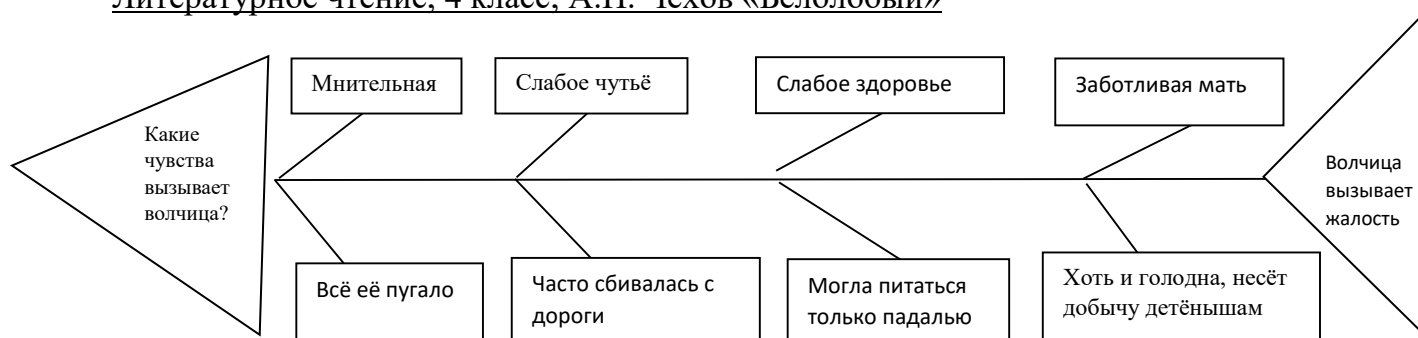 Литературное чтение, 4 класс, А.П. Чехов «Белолобый»
Мнительная
Слабое чутьё
Слабое здоровье
Заботливая мать
Какие
чувства
вызывает
волчица?
Волчица
вызывает
жалость
Всё её пугало
Часто сбивалась с
дороги
Могла питаться
только падалью
Хоть и голодна, несёт
добычу детёнышам